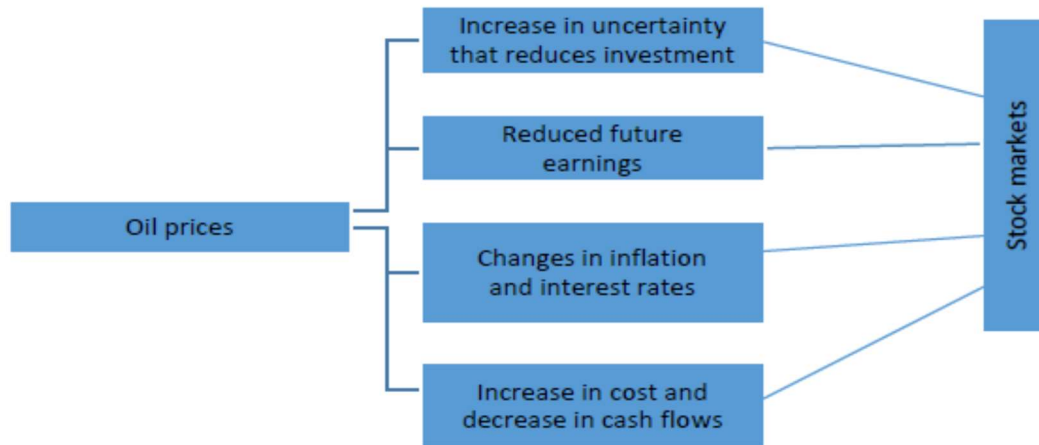 Increase in uncertainty
that reduces investment
Reduced future
earnings
Oil prices
Changes in inflation
and interest rates
Increase in cost and
decrease in cash flows
Stock markets